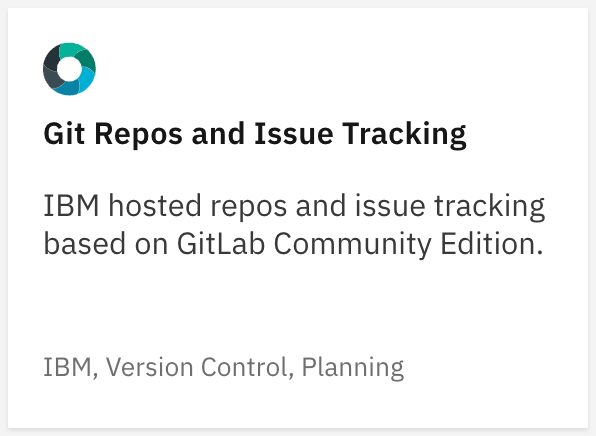 Git Repos and Issue Tracking
IBM hosted repos and issue tracking
based on GitLab Community Edition.
IBM, Version Control, Planning